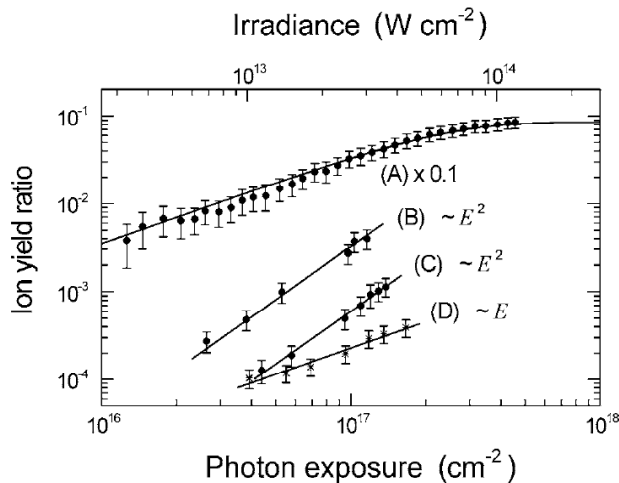 Irradiance (W cm⁻²)
10¹³ 10¹⁴
Ion yield ratio
10⁻¹
10⁻²
10⁻³
10⁻⁴
(A) x 0.1
(B) ~E²
(C) ~E²
(D) ~E
10¹⁶ 10¹⁷ 10¹⁸
Photon exposure (cm⁻²)